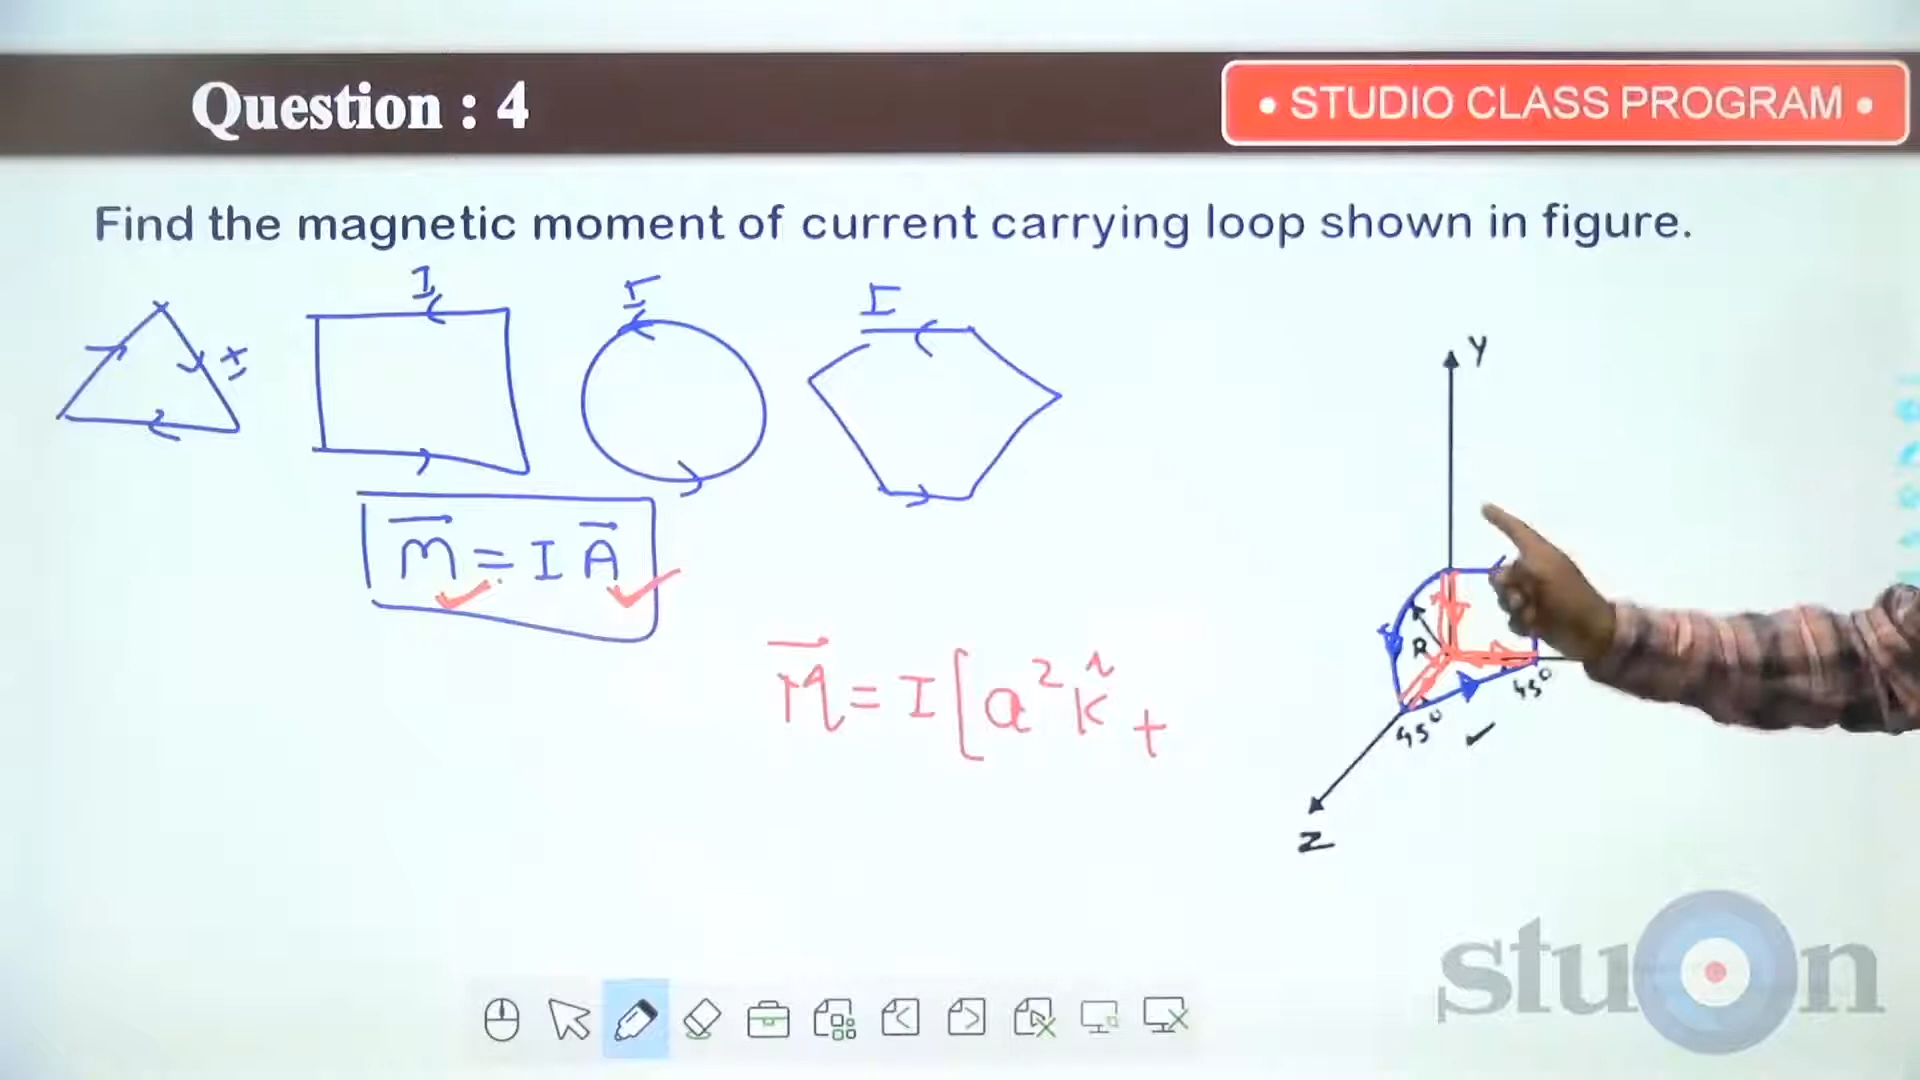 Question : 4
• STUDIO CLASS PROGRAM •
Find the magnetic moment of current carrying loop shown in figure.
I
I
I
I
m = I A
M = I [ a² k̂ +
Y
R
45°
45°
Z
stuon